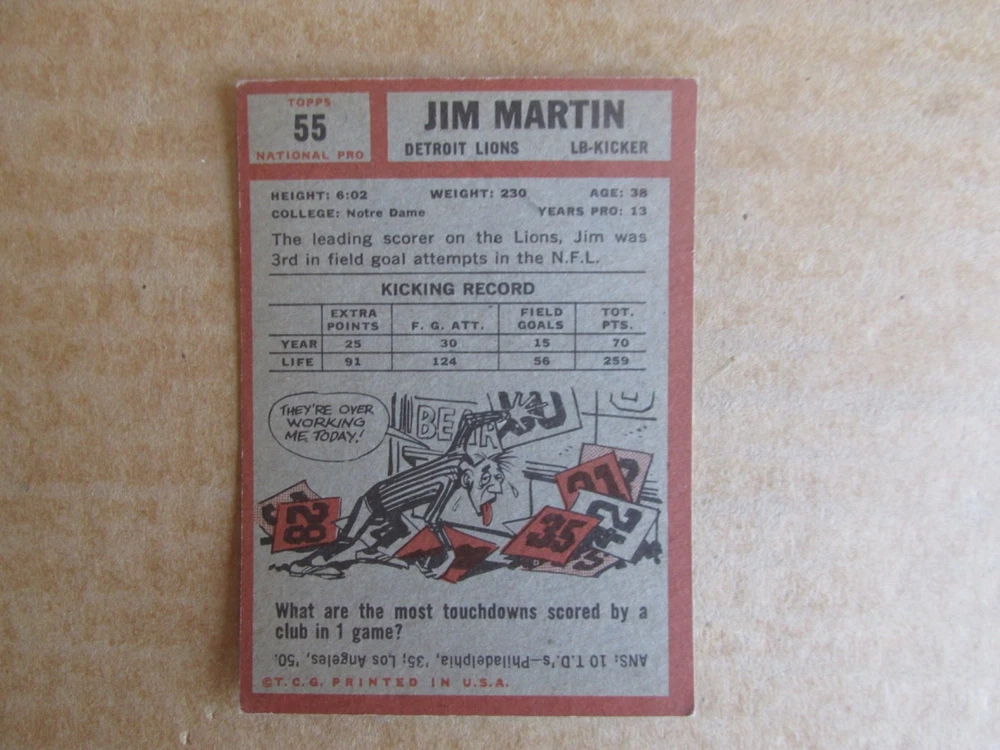 TOPPS
55
NATIONAL PRO
JIM MARTIN
DETROIT LIONS LB-KICKER
HEIGHT: 6:02 WEIGHT: 230 AGE: 38
COLLEGE: Notre Dame YEARS PRO: 13
The leading scorer on the Lions, Jim was
3rd in field goal attempts in the N.F.L.
KICKING RECORD
EXTRA POINTS F. G. ATT. FIELD GOALS TOT. PTS.
YEAR 25 30 15 70
LIFE 91 124 56 259
THEY'RE OVER
WORKING
ME, TODAY!
BEAR
31
28
35
42
What are the most touchdowns scored by a
club in 1 game?
ANS: 10 T.D.'s—Philadelphia, '35; Los Angeles, '50.
©T.C.G. PRINTED IN U.S.A.